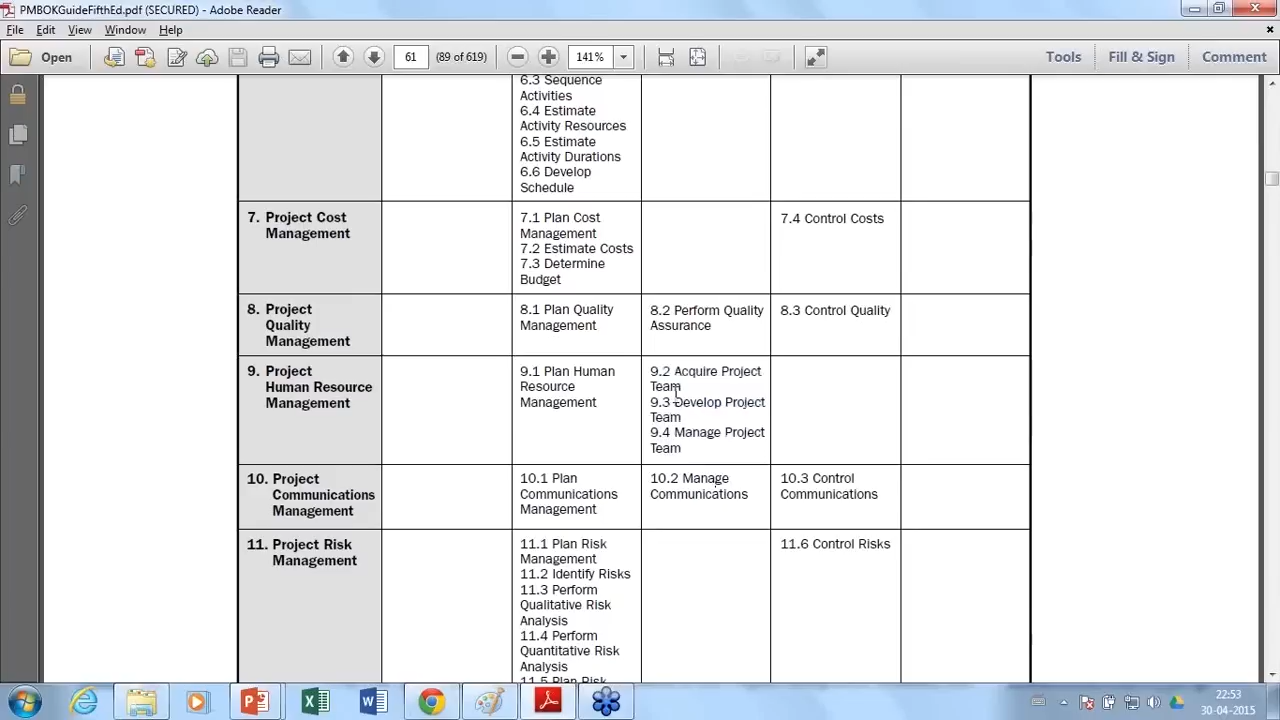 PMBOKGuideFifthEd.pdf (SECURED) - Adobe Reader
File Edit View Window Help
Open 61 (89 of 619) 141% Tools Fill & Sign Comment
6.3 Sequence
Activities
6.4 Estimate
Activity Resources
6.5 Estimate
Activity Durations
6.6 Develop
Schedule
7. Project Cost
Management
7.1 Plan Cost
Management
7.2 Estimate Costs
7.3 Determine
Budget
7.4 Control Costs
8. Project
Quality
Management
8.1 Plan Quality
Management
8.2 Perform Quality
Assurance
8.3 Control Quality
9. Project
Human Resource
Management
9.1 Plan Human
Resource
Management
9.2 Acquire Project
Team
9.3 Develop Project
Team
9.4 Manage Project
Team
10. Project
Communications
Management
10.1 Plan
Communications
Management
10.2 Manage
Communications
10.3 Control
Communications
11. Project Risk
Management
11.1 Plan Risk
Management
11.2 Identify Risks
11.3 Perform
Qualitative Risk
Analysis
11.4 Perform
Quantitative Risk
Analysis
11.5 Plan Risk
11.6 Control Risks
22:53
30-04-2015